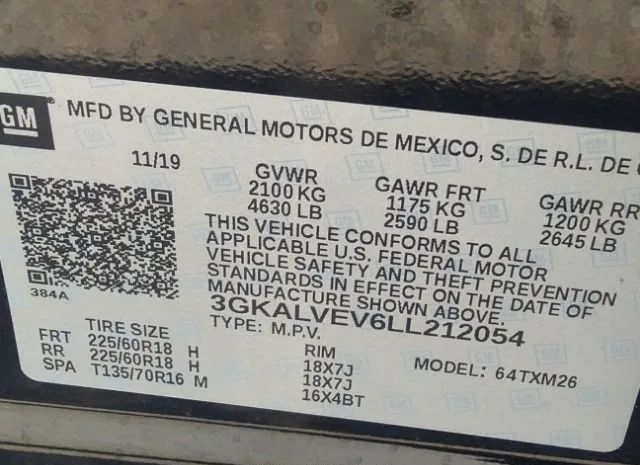 GM
MFD BY GENERAL MOTORS DE MEXICO, S. DE R.L. DE
11/19
GVWR GAWR FRT GAWR RR
2100 KG 1175 KG 1200 KG
4630 LB 2590 LB 2645 LB
THIS VEHICLE CONFORMS TO ALL
APPLICABLE U.S. FEDERAL MOTOR
VEHICLE SAFETY AND THEFT PREVENTION
STANDARDS IN EFFECT ON THE DATE OF
MANUFACTURE SHOWN ABOVE.
384A
3GKALVEV6LL212054
TYPE: M.P.V. MODEL: 64TXM26
TIRE SIZE RIM
FRT 225/60R18 H 18X7J
RR 225/60R18 H 18X7J
SPA T135/70R16 M 16X4BT